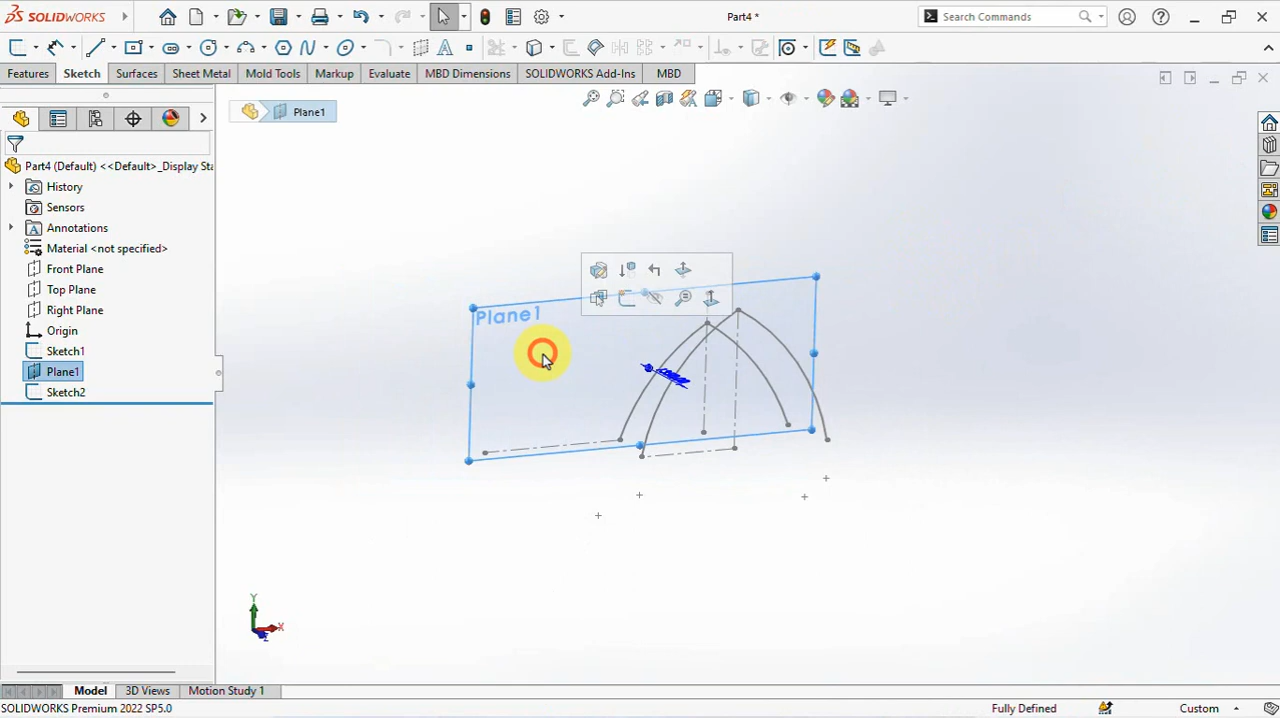 SOLIDWORKS
Part4 *
Search Commands
Features
Sketch
Surfaces
Sheet Metal
Mold Tools
Markup
Evaluate
MBD Dimensions
SOLIDWORKS Add-Ins
MBD
Plane1
Part4 (Default) <<Default>_Display Sta
History
Sensors
Annotations
Material <not specified>
Front Plane
Top Plane
Right Plane
Origin
Sketch1
Plane1
Sketch2
Plane1
Y
X
Z
Model
3D Views
Motion Study 1
SOLIDWORKS Premium 2022 SP5.0
Fully Defined
Custom